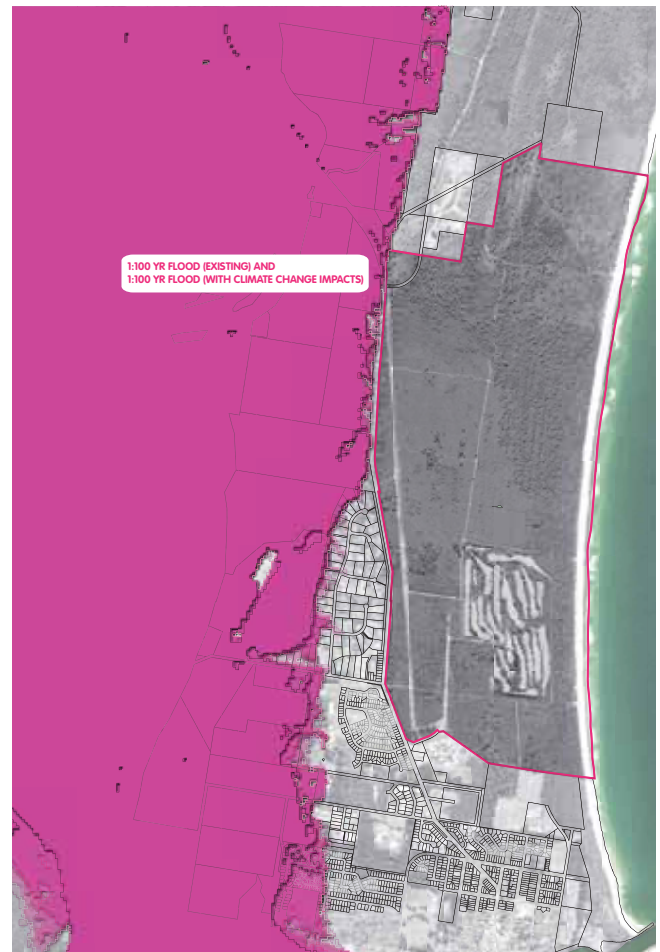 1:100 YR FLOOD (EXISTING) AND
1:100 YR FLOOD (WITH CLIMATE CHANGE IMPACTS)